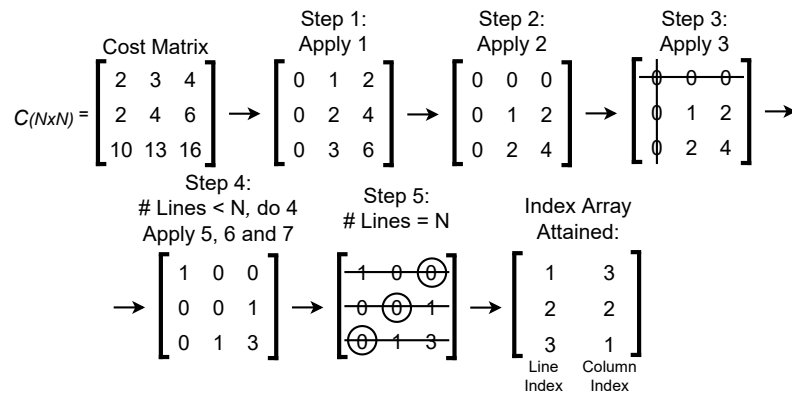 Cost Matrix
C(NxN) =
2 3 4
2 4 6
10 13 16
Step 1:
Apply 1
0 1 2
0 2 4
0 3 6
Step 2:
Apply 2
0 0 0
0 1 2
0 2 4
Step 3:
Apply 3
0 0 0
0 1 2
0 2 4
Step 4:
# Lines < N, do 4
Apply 5, 6 and 7
1 0 0
0 0 1
0 1 3
Step 5:
# Lines = N
1 0 0
0 0 1
0 1 3
Index Array
Attained:
1 3
2 2
3 1
Line
Index
Column
Index